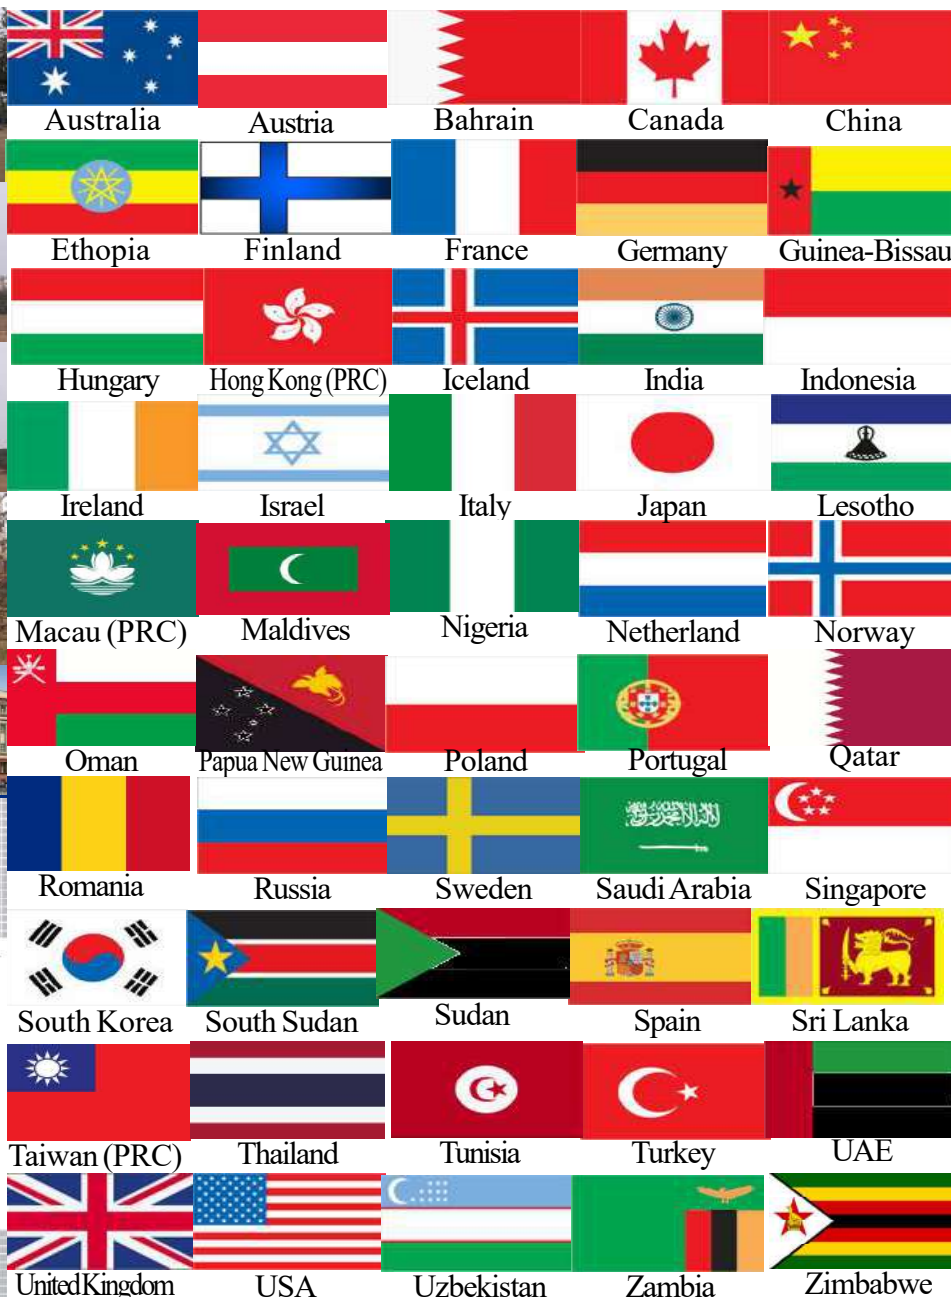 Australia Austria Bahrain Canada China
Ethopia Finland France Germany Guinea-Bissau
Hungary Hong Kong (PRC) Iceland India Indonesia
Ireland Israel Italy Japan Lesotho
Macau (PRC) Maldives Nigeria Netherland Norway
Oman Papua New Guinea Poland Portugal Qatar
Romania Russia Sweden Saudi Arabia Singapore
South Korea South Sudan Sudan Spain Sri Lanka
Taiwan (PRC) Thailand Tunisia Turkey UAE
United Kingdom USA Uzbekistan Zambia Zimbabwe